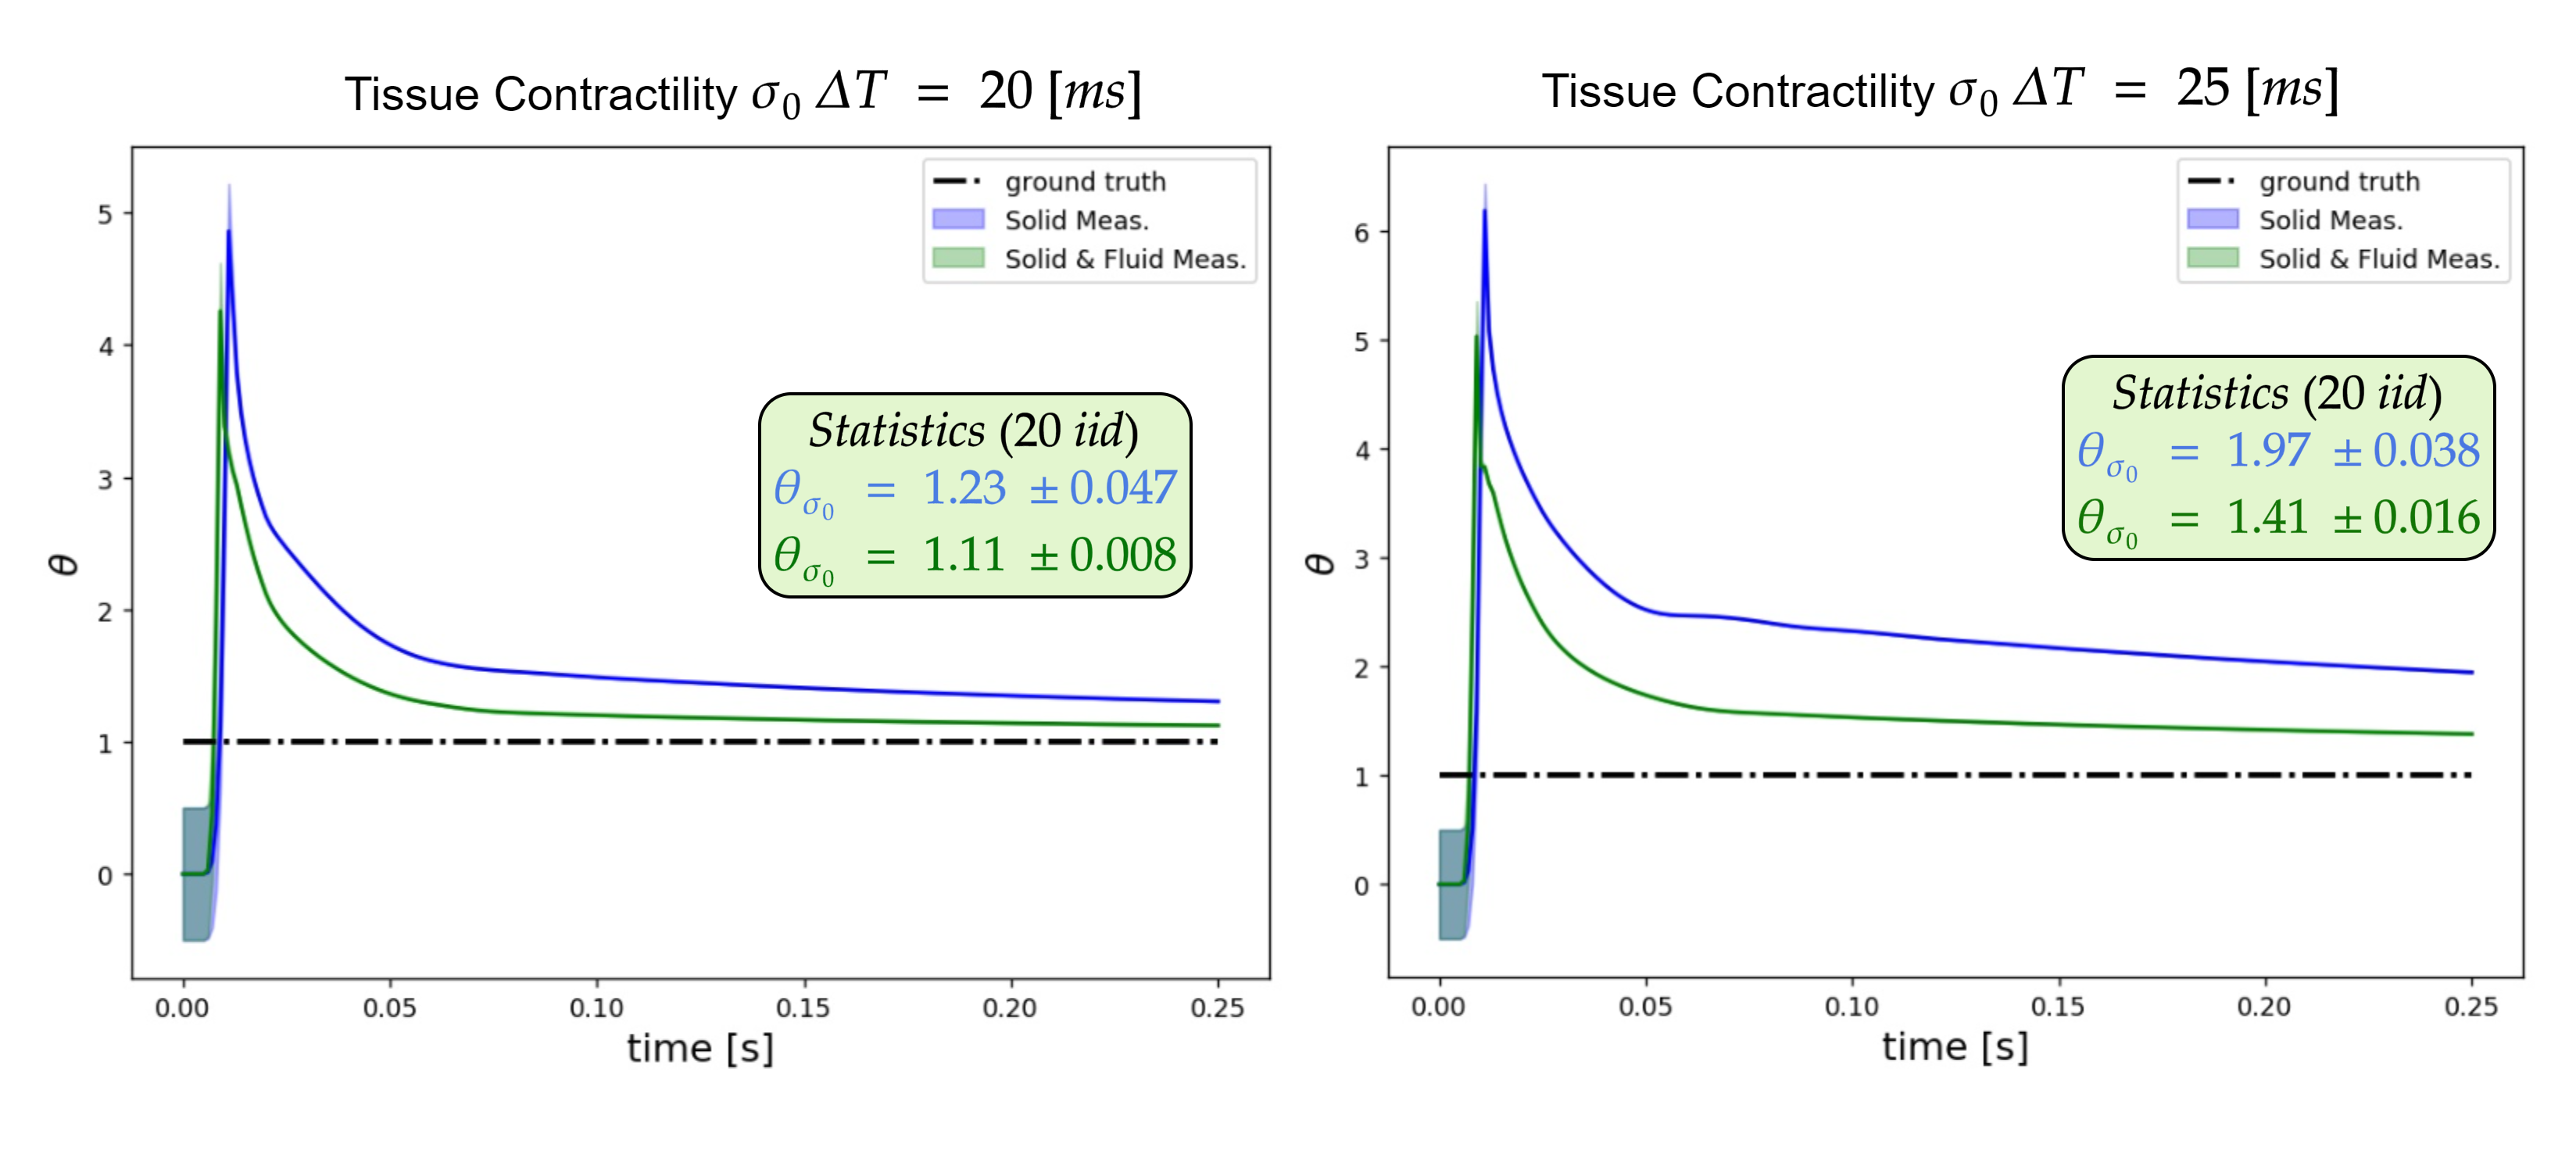 Tissue Contractility σ₀ ΔT = 20 [ms]
5
4
3
2
1
0
θ
0.00 0.05 0.10 0.15 0.20 0.25
time [s]
ground truth
Solid Meas.
Solid & Fluid Meas.
Statistics (20 iid)
θ_σ₀ = 1.23 ± 0.047
θ_σ₀ = 1.11 ± 0.008
Tissue Contractility σ₀ ΔT = 25 [ms]
6
5
4
3
2
1
0
θ
0.00 0.05 0.10 0.15 0.20 0.25
time [s]
ground truth
Solid Meas.
Solid & Fluid Meas.
Statistics (20 iid)
θ_σ₀ = 1.97 ± 0.038
θ_σ₀ = 1.41 ± 0.016